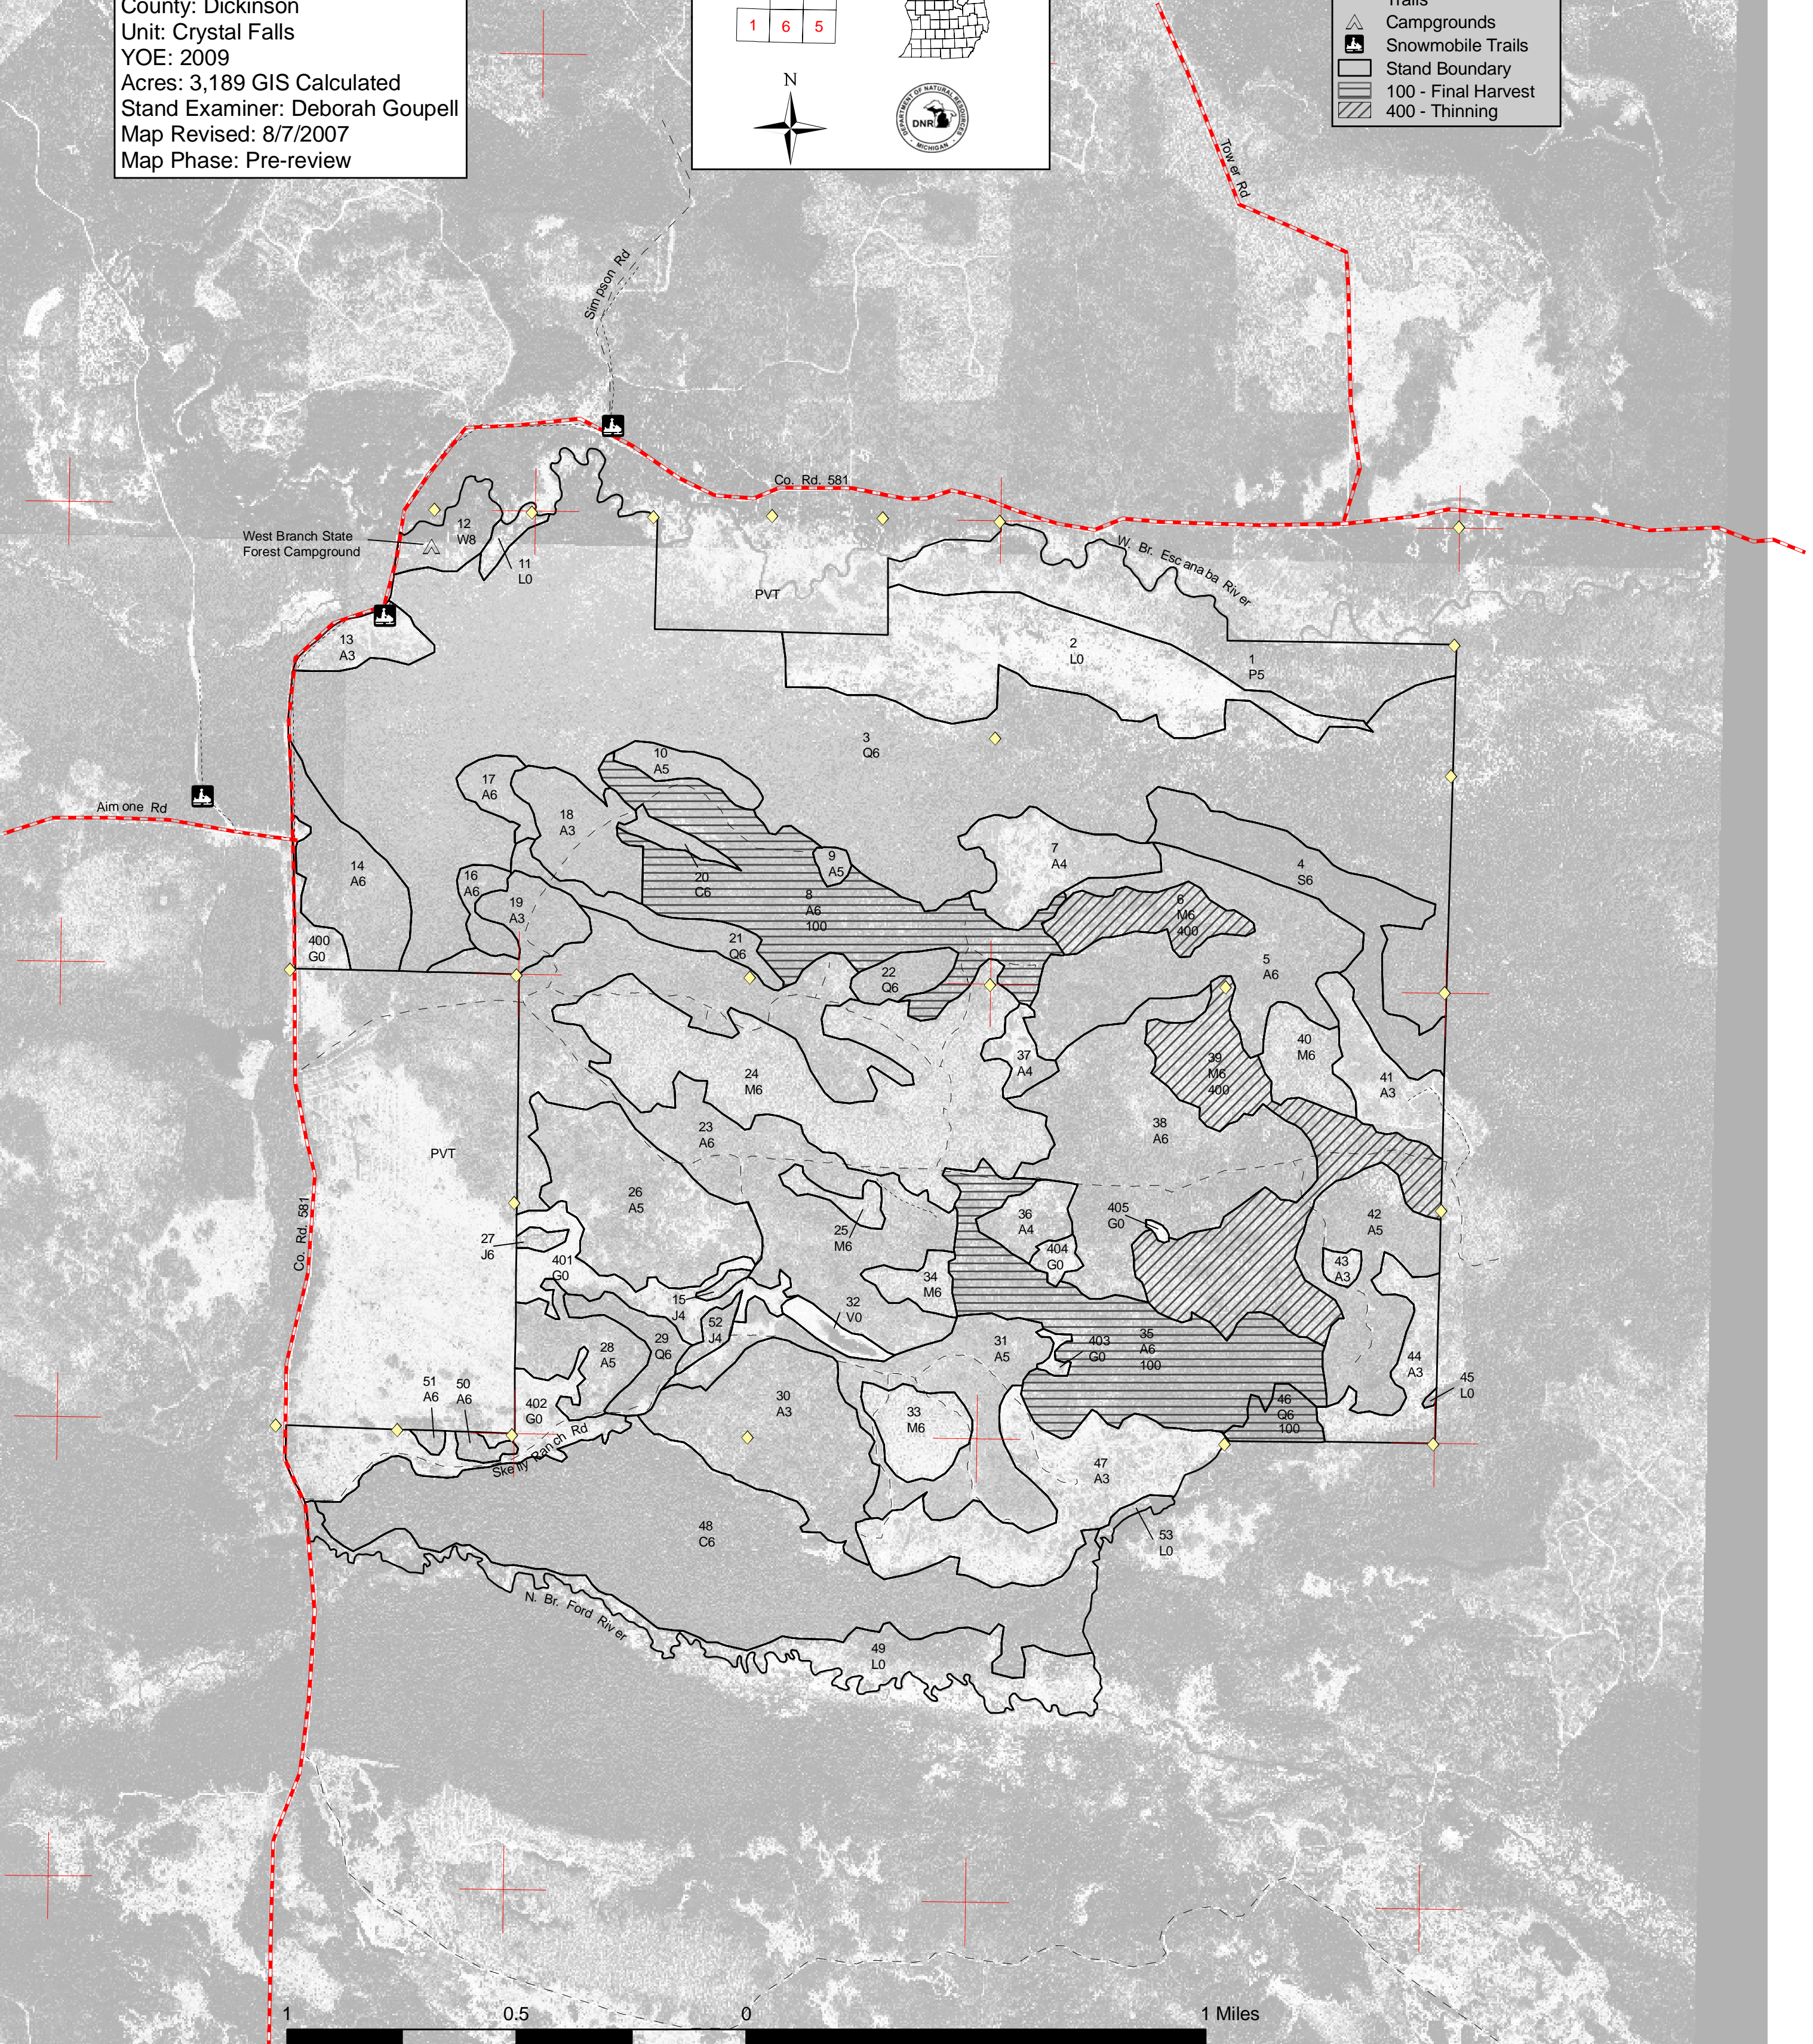 County: Dickinson
Unit: Crystal Falls
YOE: 2009
Acres: 3,189 GIS Calculated
Stand Examiner: Deborah Goupell
Map Revised: 8/7/2007
Map Phase: Pre-review
1 6 5
N
DEPARTMENT OF NATURAL RESOURCES
DNR
MICHIGAN
Trails
Campgrounds
Snowmobile Trails
Stand Boundary
100 - Final Harvest
400 - Thinning
Tower Rd
Simpson Rd
Co. Rd. 581
West Branch State
Forest Campground
12
W8
11
L0
W. Br. Escanaba River
PVT
13
A3
2
L0
1
P5
3
Q6
10
A5
17
A6
18
A3
Aimone Rd
14
A6
16
A6
19
A3
20
C6
9
A5
8
A6
100
7
A4
4
S6
6
M6
400
400
G0
21
Q6
22
Q6
5
A6
24
M6
37
A4
39
M6
400
40
M6
41
A3
23
A6
38
A6
PVT
26
A5
25
M6
36
A4
405
G0
42
A5
Co. Rd. 581
27
J6
401
G0
404
G0
43
A3
15
J4
34
M6
32
V0
52
J4
29
Q6
28
A5
31
A5
403
G0
35
A6
100
44
A3
45
L0
51
A6
50
A6
402
G0
30
A3
33
M6
46
Q6
100
Skelly Ranch Rd
47
A3
48
C6
53
L0
N. Br. Ford River
49
L0
1 0.5 0 1 Miles